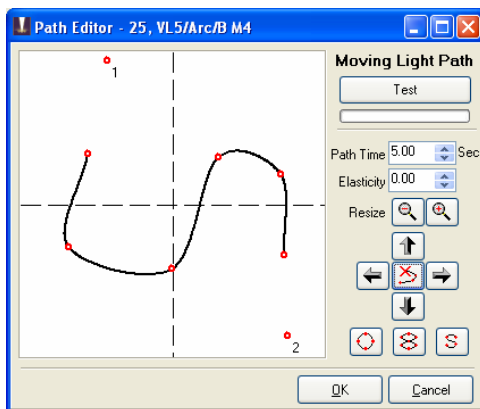 Path Editor - 25, VL5/Arc/B M4
1
2
Moving Light Path
Test
Path Time 5.00 Sec
Elasticity 0.00
Resize
S
OK Cancel